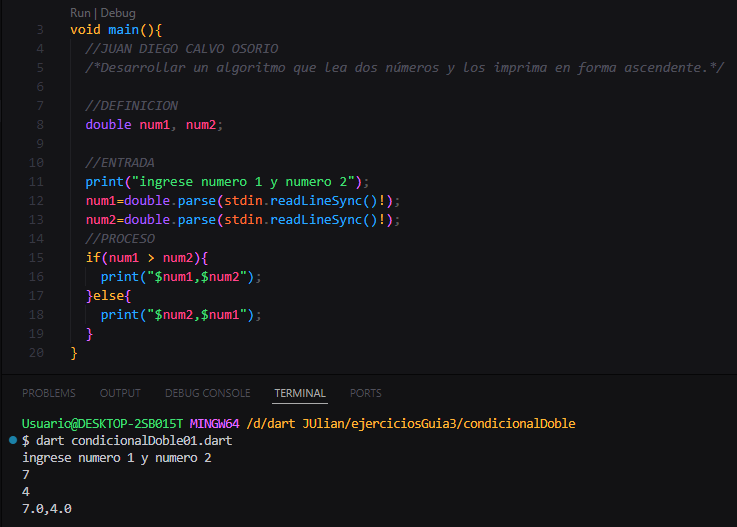 Run | Debug
3 void main(){
4 //JUAN DIEGO CALVO OSORIO
5 /*Desarrollar un algoritmo que lea dos números y los imprima en forma ascendente.*/
6
7 //DEFINICION
8 double num1, num2;
9
10 //ENTRADA
11 print("ingrese numero 1 y numero 2");
12 num1=double.parse(stdin.readLineSync()!);
13 num2=double.parse(stdin.readLineSync()!);
14 //PROCESO
15 if(num1 > num2){
16 print("$num1,$num2");
17 }else{
18 print("$num2,$num1");
19 }
20 }
PROBLEMS OUTPUT DEBUG CONSOLE TERMINAL PORTS
Usuario@DESKTOP-2SB015T MINGW64 /d/dart JUlian/ejerciciosGuia3/condicionalDoble
$ dart condicionalDoble01.dart
ingrese numero 1 y numero 2
7
4
7.0,4.0